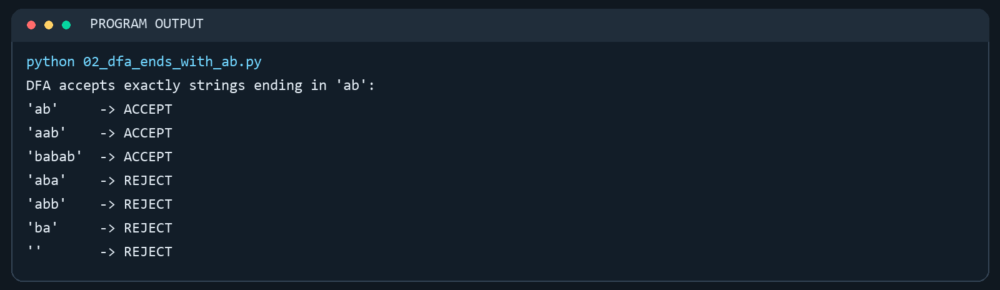 PROGRAM OUTPUT
python 02_dfa_ends_with_ab.py
DFA accepts exactly strings ending in 'ab':
'ab'     -> ACCEPT
'aab'    -> ACCEPT
'babab'  -> ACCEPT
'aba'    -> REJECT
'abb'    -> REJECT
'ba'     -> REJECT
''       -> REJECT